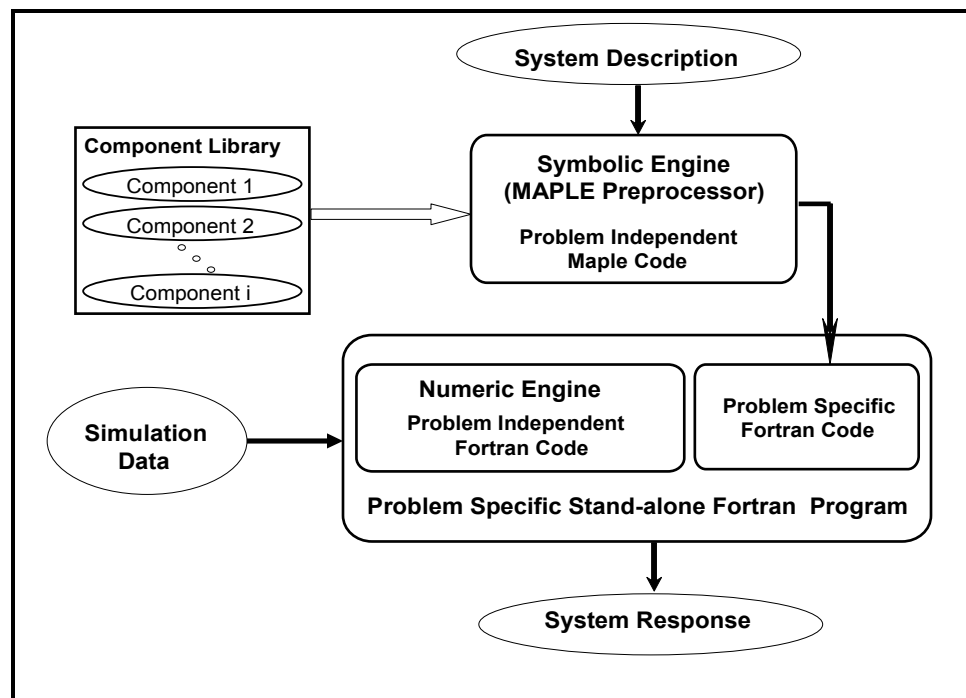 System Description
Component Library
Component 1
Component 2
Component i
Symbolic Engine
(MAPLE Preprocessor)
Problem Independent
Maple Code
Simulation
Data
Numeric Engine
Problem Independent
Fortran Code
Problem Specific
Fortran Code
Problem Specific Stand-alone Fortran Program
System Response